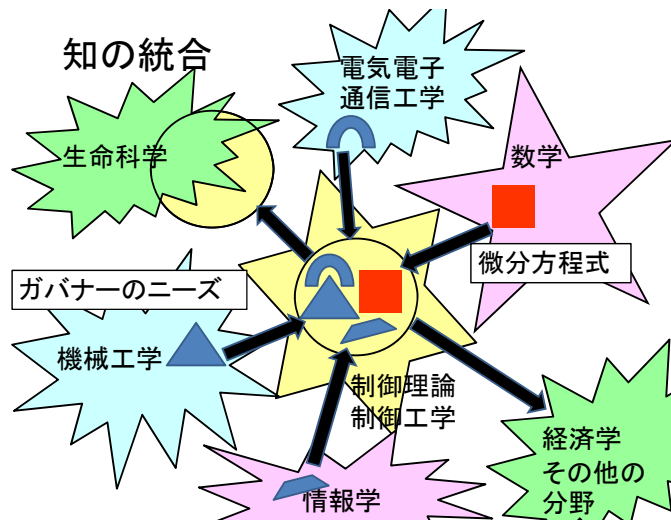 知の統合
電気電子
通信工学
生命科学
数学
微分方程式
ガバナーのニーズ
機械工学
制御理論
制御工学
経済学
その他の
分野
情報学